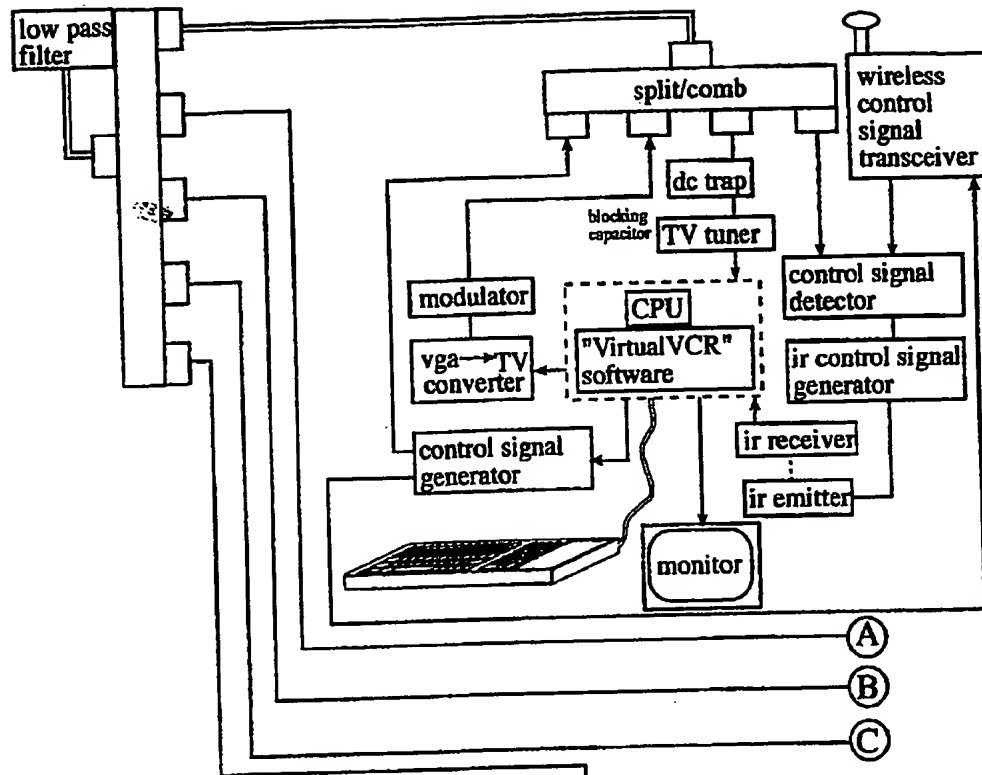 low pass
filter
split/comb
wireless
control
signal
transceiver
dc trap
blocking
capacitor
TV tuner
control signal
detector
modulator
CPU
"VirtualVCR"
software
vga→TV
converter
ir control signal
generator
control signal
generator
ir receiver
ir emitter
monitor
A
B
C